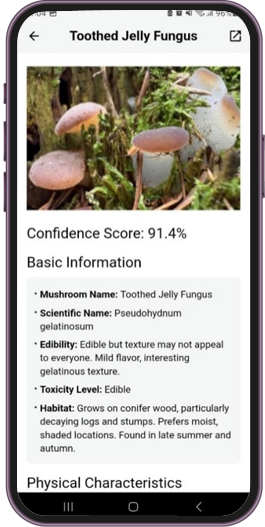 96%
Toothed Jelly Fungus
Confidence Score: 91.4%
Basic Information
• Mushroom Name: Toothed Jelly Fungus
• Scientific Name: Pseudohydnum
gelatinosum
• Edibility: Edible but texture may not appeal
to everyone. Mild flavor, interesting
gelatinous texture.
• Toxicity Level: Edible
• Habitat: Grows on conifer wood, particularly
decaying logs and stumps. Prefers moist,
shaded locations. Found in late summer and
autumn.
Physical Characteristics